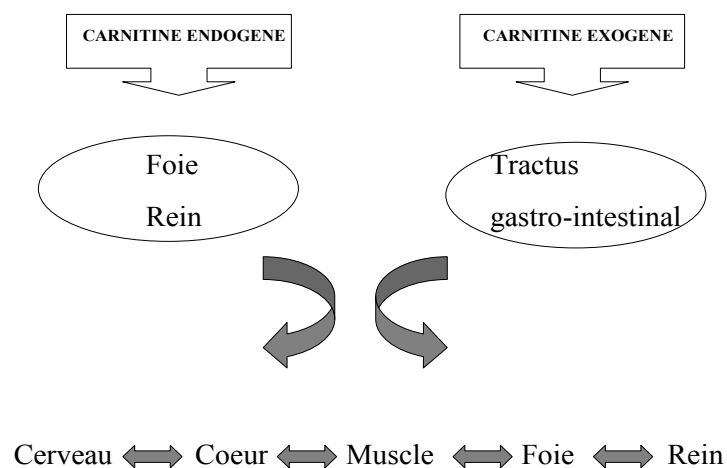 CARNITINE ENDOGENE
CARNITINE EXOGENE
Foie
Rein
Tractus
gastro-intestinal
Cerveau Coeur Muscle Foie Rein